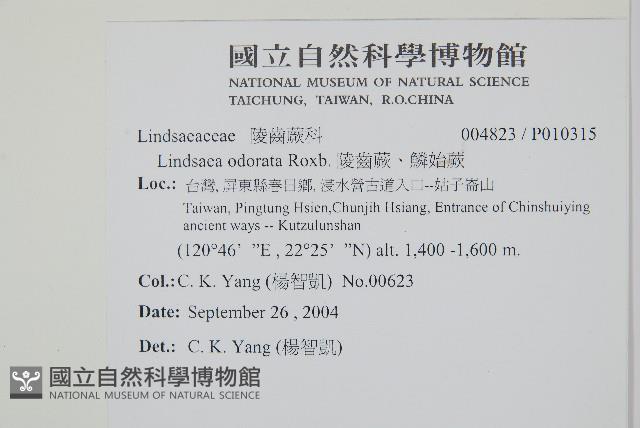 國立自然科學博物館
NATIONAL MUSEUM OF NATURAL SCIENCE
TAICHUNG, TAIWAN, R.O.CHINA
Lindsaeaceae 陵齒蕨科 004823 / P010315
Lindsaea odorata Roxb. 陵齒蕨、鱗始蕨
Loc.: 台灣, 屏東縣春日鄉, 浸水營古道入口--姑子崙山
Taiwan, Pingtung Hsien,Chunjih Hsiang, Entrance of Chinshuiying
ancient ways -- Kutzulunshan
(120°46’ ”E , 22°25’ ”N) alt. 1,400 -1,600 m.
Col.: C. K. Yang (楊智凱) No.00623
Date: September 26 , 2004
Det.: C. K. Yang (楊智凱)
國立自然科學博物館
NATIONAL MUSEUM OF NATURAL SCIENCE